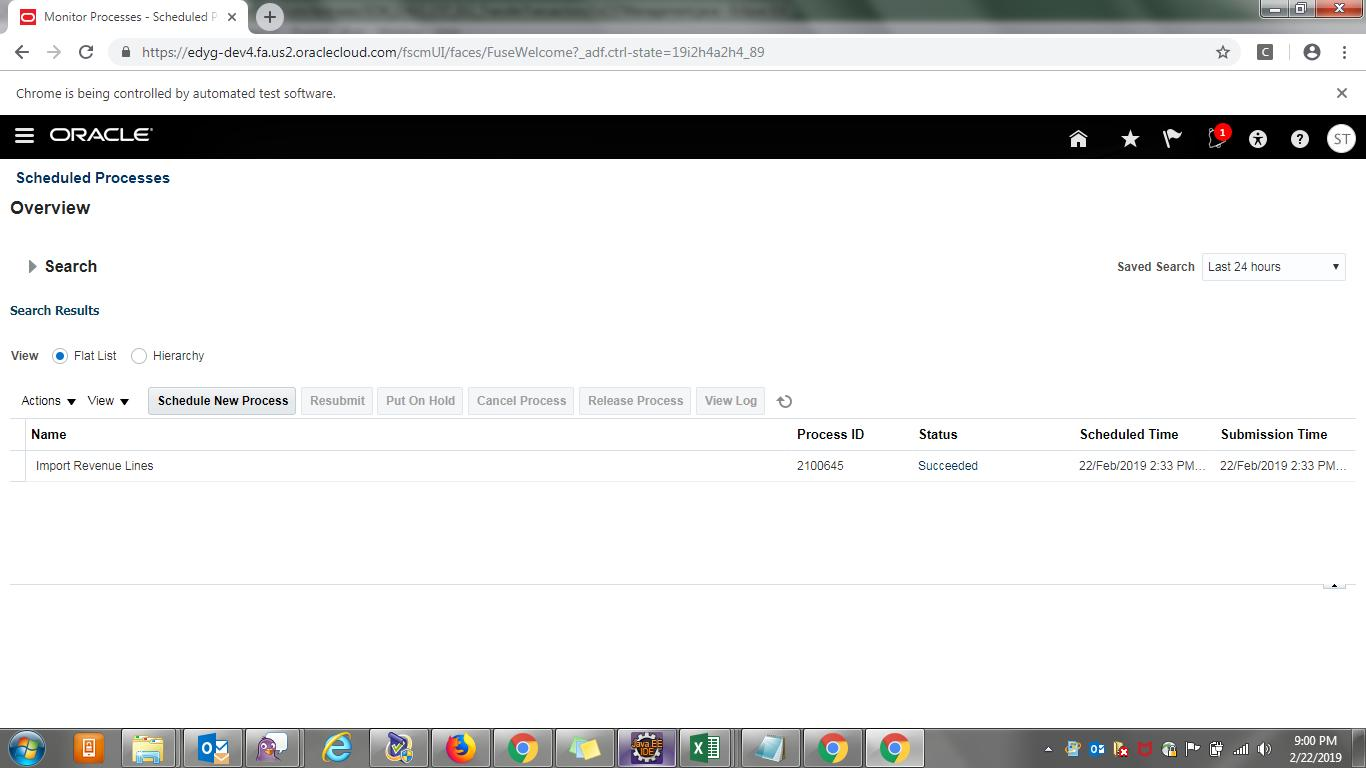 Monitor Processes - Scheduled P
https://edyg-dev4.fa.us2.oraclecloud.com/fscmUI/faces/FuseWelcome?_adf.ctrl-state=19i2h4a2h4_89
C
Chrome is being controlled by automated test software.
ORACLE
1
?
ST
Scheduled Processes
Overview
Search
Saved Search Last 24 hours
Search Results
View Flat List Hierarchy
Actions View Schedule New Process Resubmit Put On Hold Cancel Process Release Process View Log
Name Process ID Status Scheduled Time Submission Time
Import Revenue Lines 2100645 Succeeded 22/Feb/2019 2:33 PM... 22/Feb/2019 2:33 PM...
Java EE
IDE
9:00 PM
2/22/2019